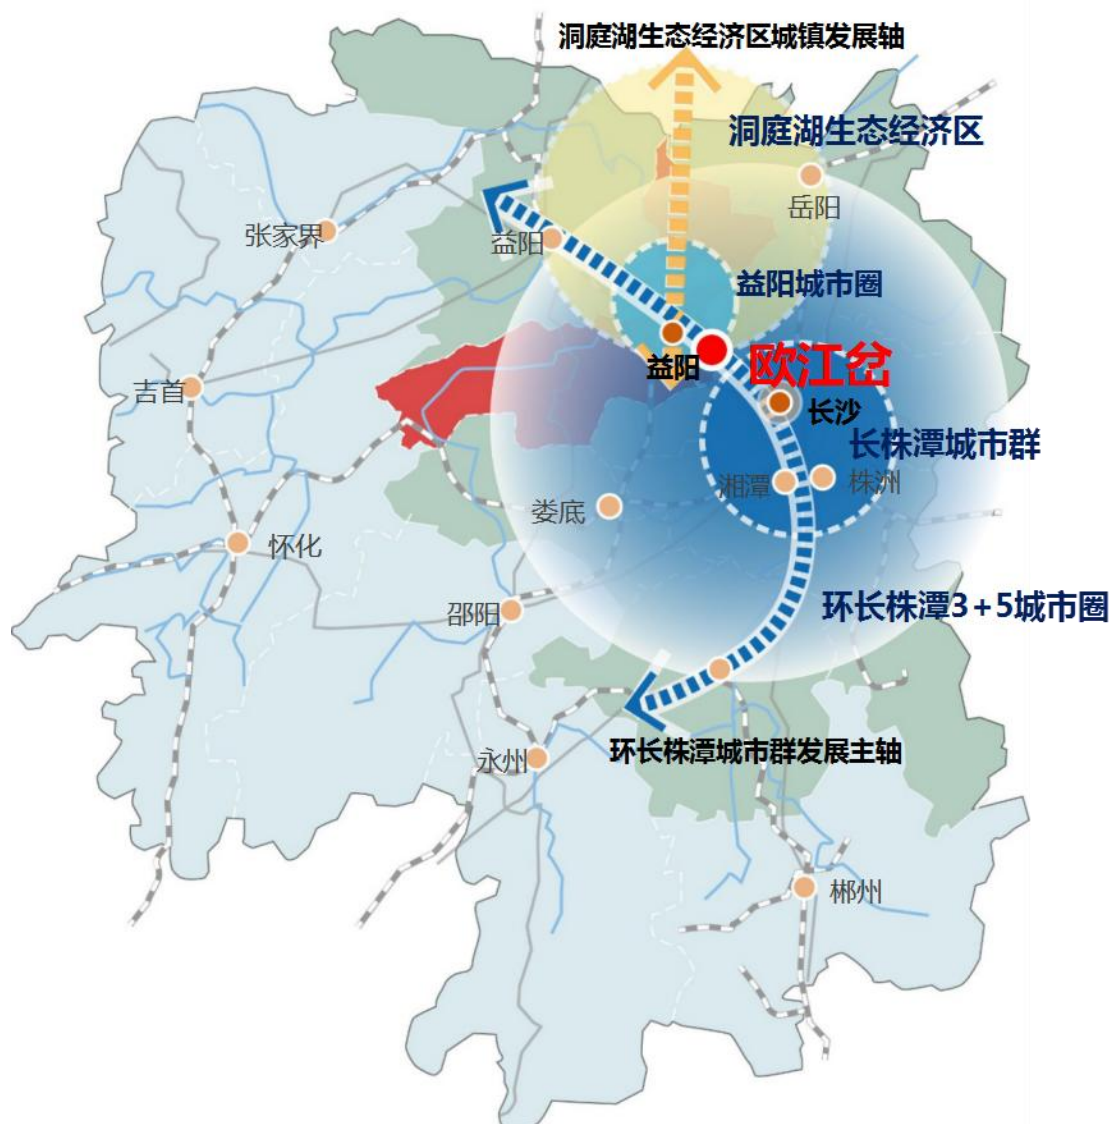 洞庭湖生态经济区城镇发展轴
洞庭湖生态经济区
岳阳
张家界
益阳
益阳城市圈
欧江岔
益阳
吉首
长沙
长株潭城市群
湘潭
株洲
娄底
怀化
邵阳
环长株潭3+5城市圈
环长株潭城市群发展主轴
永州
郴州